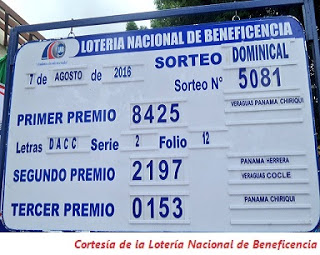 LOTERIA NACIONAL DE BENEFICENCIA
7 de AGOSTO de 2016 SORTEO DOMINICAL
Sorteo Nº 5081
VERAGUAS PANAMA CHIRIQUI
PRIMER PREMIO 8425
Letras DACC Serie 2 Folio 12
PANAMA HERRERA
SEGUNDO PREMIO 2197 VERAGUAS COCLE
PANAMA CHIRIQUI
TERCER PREMIO 0153
Cortesía de la Lotería Nacional de Beneficencia